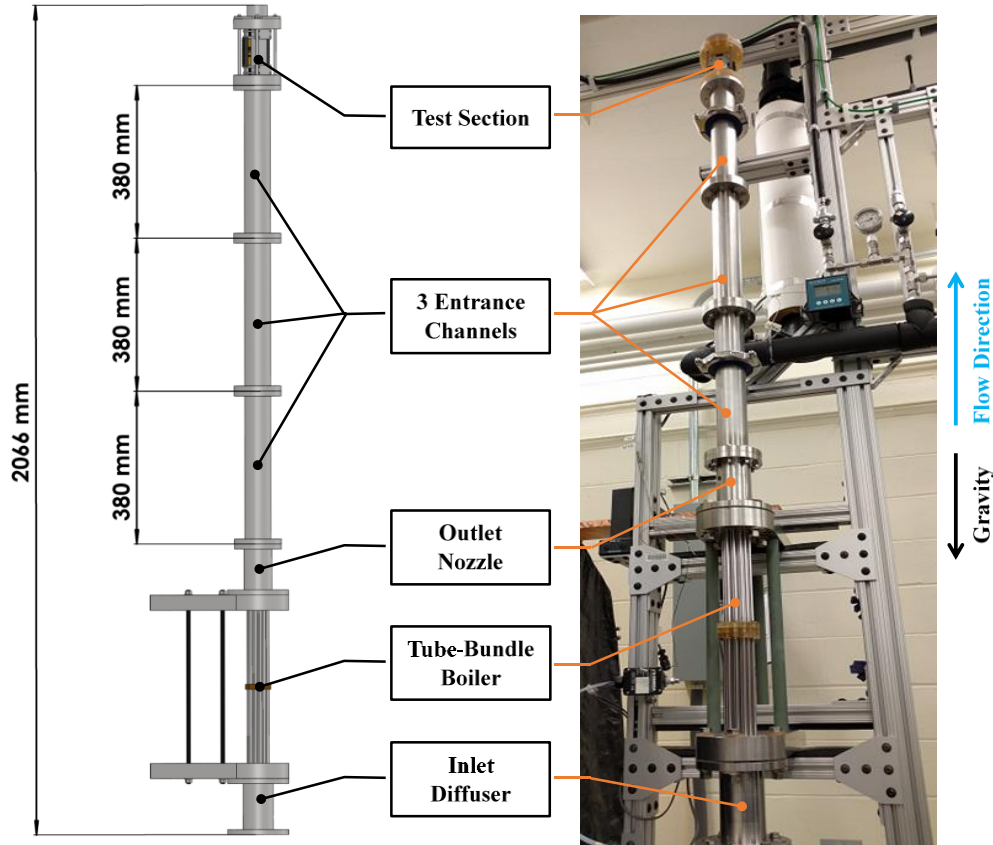 2066 mm
380 mm
380 mm
380 mm
Test Section
3 Entrance
Channels
Outlet
Nozzle
Tube-Bundle
Boiler
Inlet
Diffuser
Flow Direction
Gravity